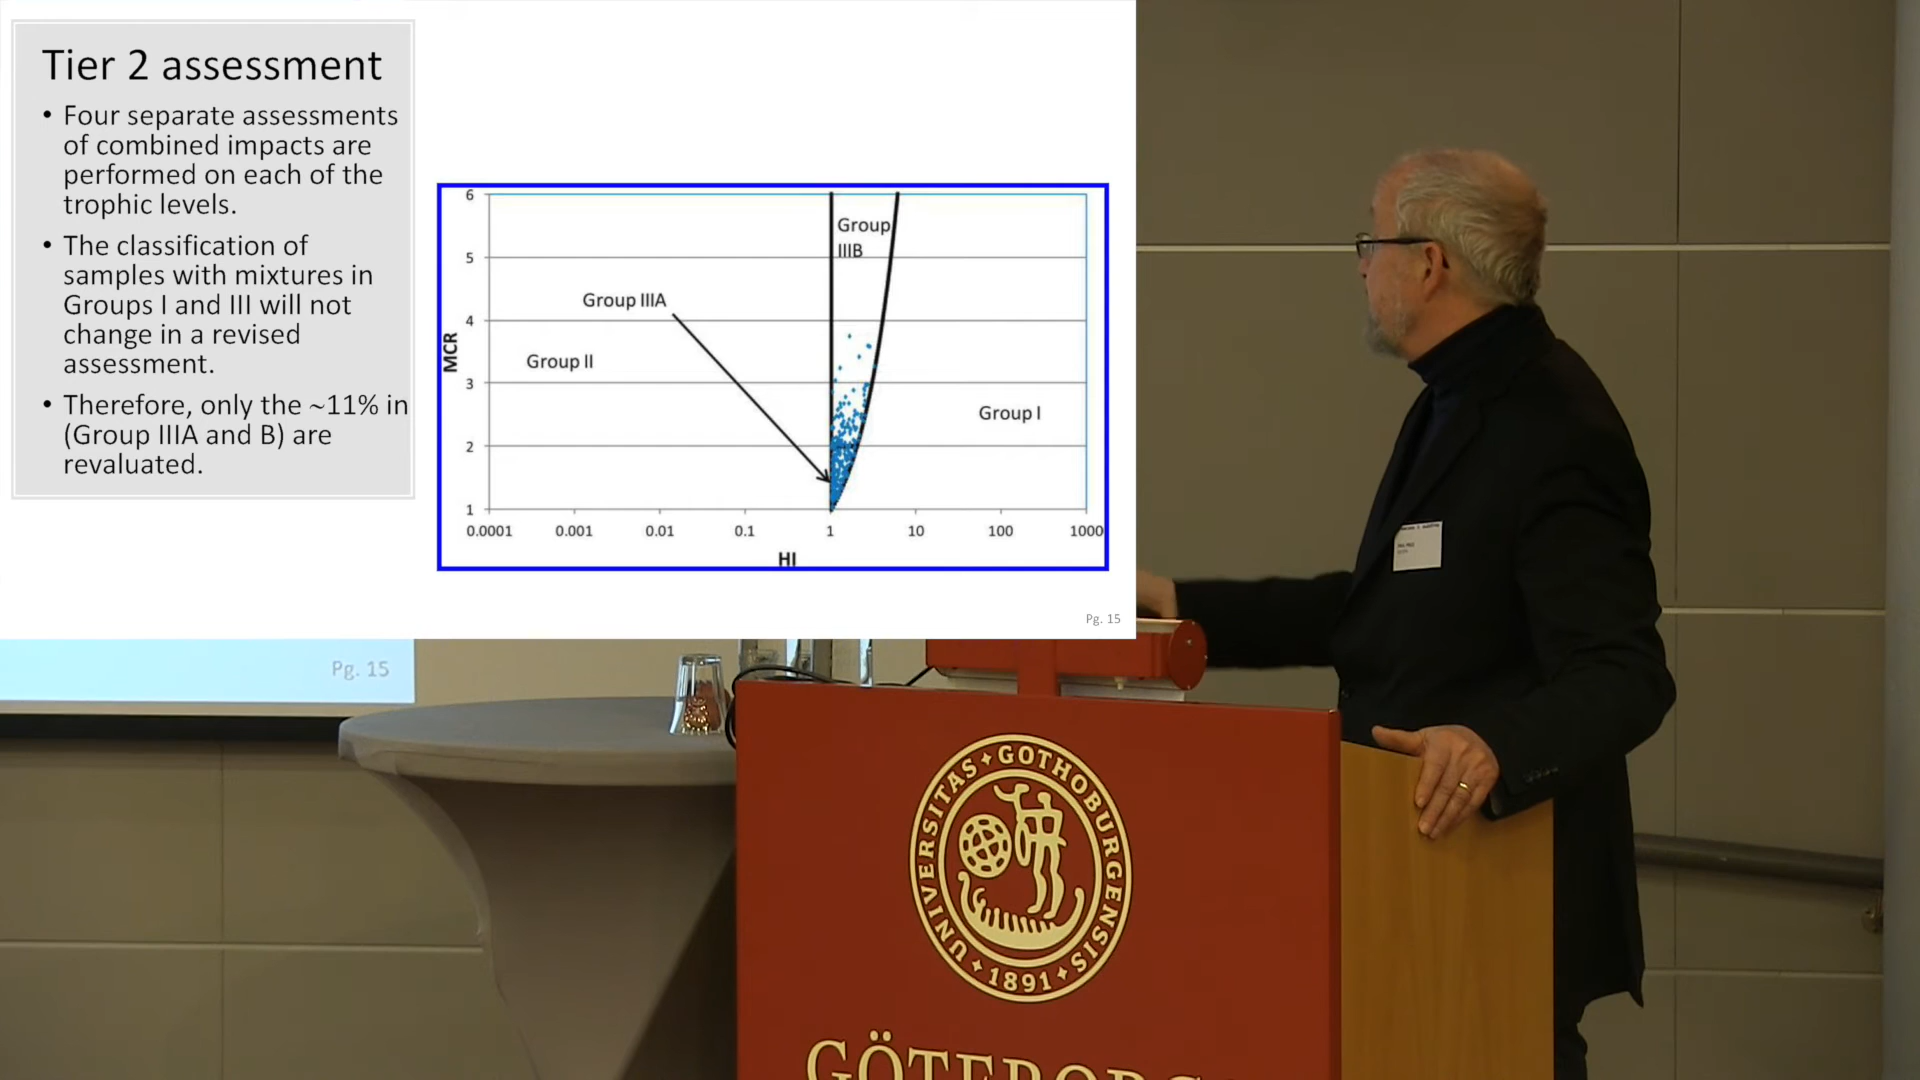 Tier 2 assessment
• Four separate assessments
of combined impacts are
performed on each of the
trophic levels.
• The classification of
samples with mixtures in
Groups I and III will not
change in a revised
assessment.
• Therefore, only the ~11% in
(Group IIIA and B) are
revaluated.
6
5
4
3
2
1
MCR
Group
IIIB
Group IIIA
Group II
Group I
0.0001 0.001 0.01 0.1 1 10 100 1000
HI
Pg. 15
Pg. 15
UNIVERSITAS GOTHOBURGENSIS
1891